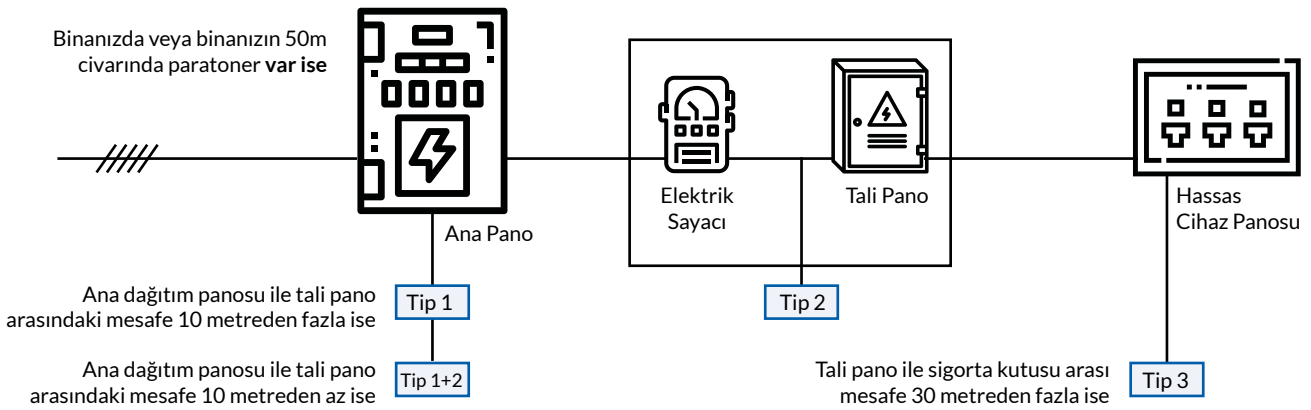 Binanızda veya binanızın 50m
civarında paratoner var ise
Ana Pano
Elektrik
Sayacı
Tali Pano
Hassas
Cihaz Panosu
Ana dağıtım panosu ile tali pano
arasındaki mesafe 10 metreden fazla ise
Tip 1
Tip 2
Ana dağıtım panosu ile tali pano
arasındaki mesafe 10 metreden az ise
Tip 1+2
Tali pano ile sigorta kutusu arası
mesafe 30 metreden fazla ise
Tip 3